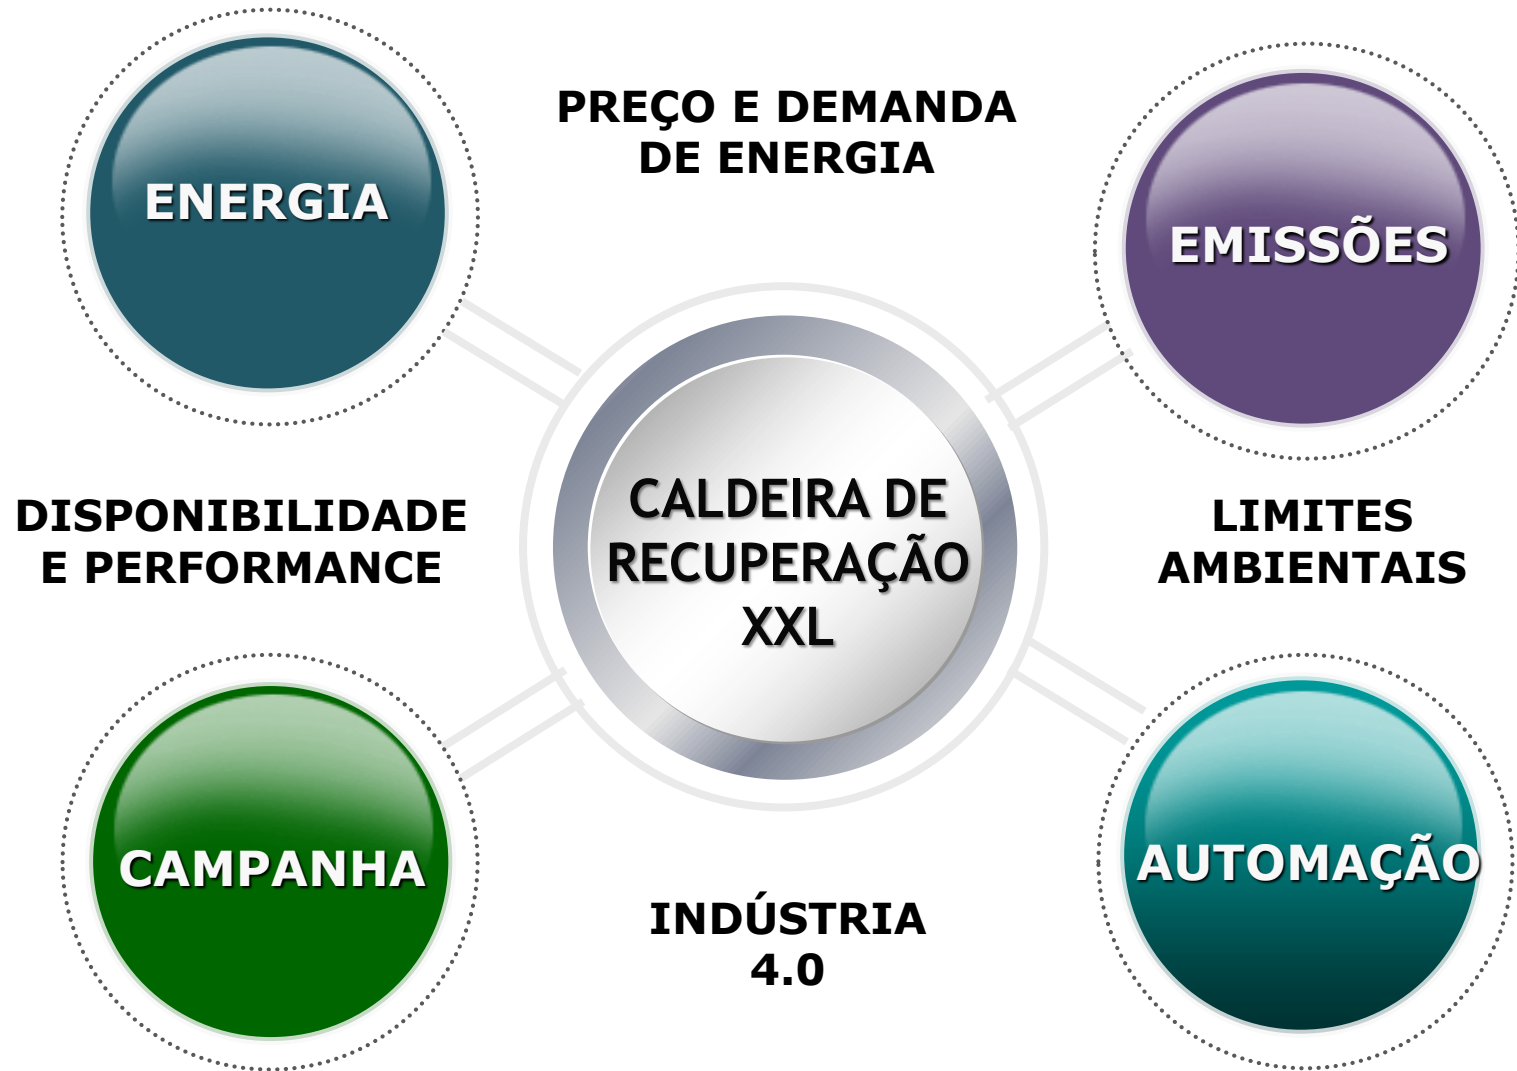 ENERGIA
PREÇO E DEMANDA
DE ENERGIA
EMISSÕES
DISPONIBILIDADE
E PERFORMANCE
CALDEIRA DE
RECUPERAÇÃO
XXL
LIMITES
AMBIENTAIS
CAMPANHA
INDÚSTRIA
4.0
AUTOMAÇÃO